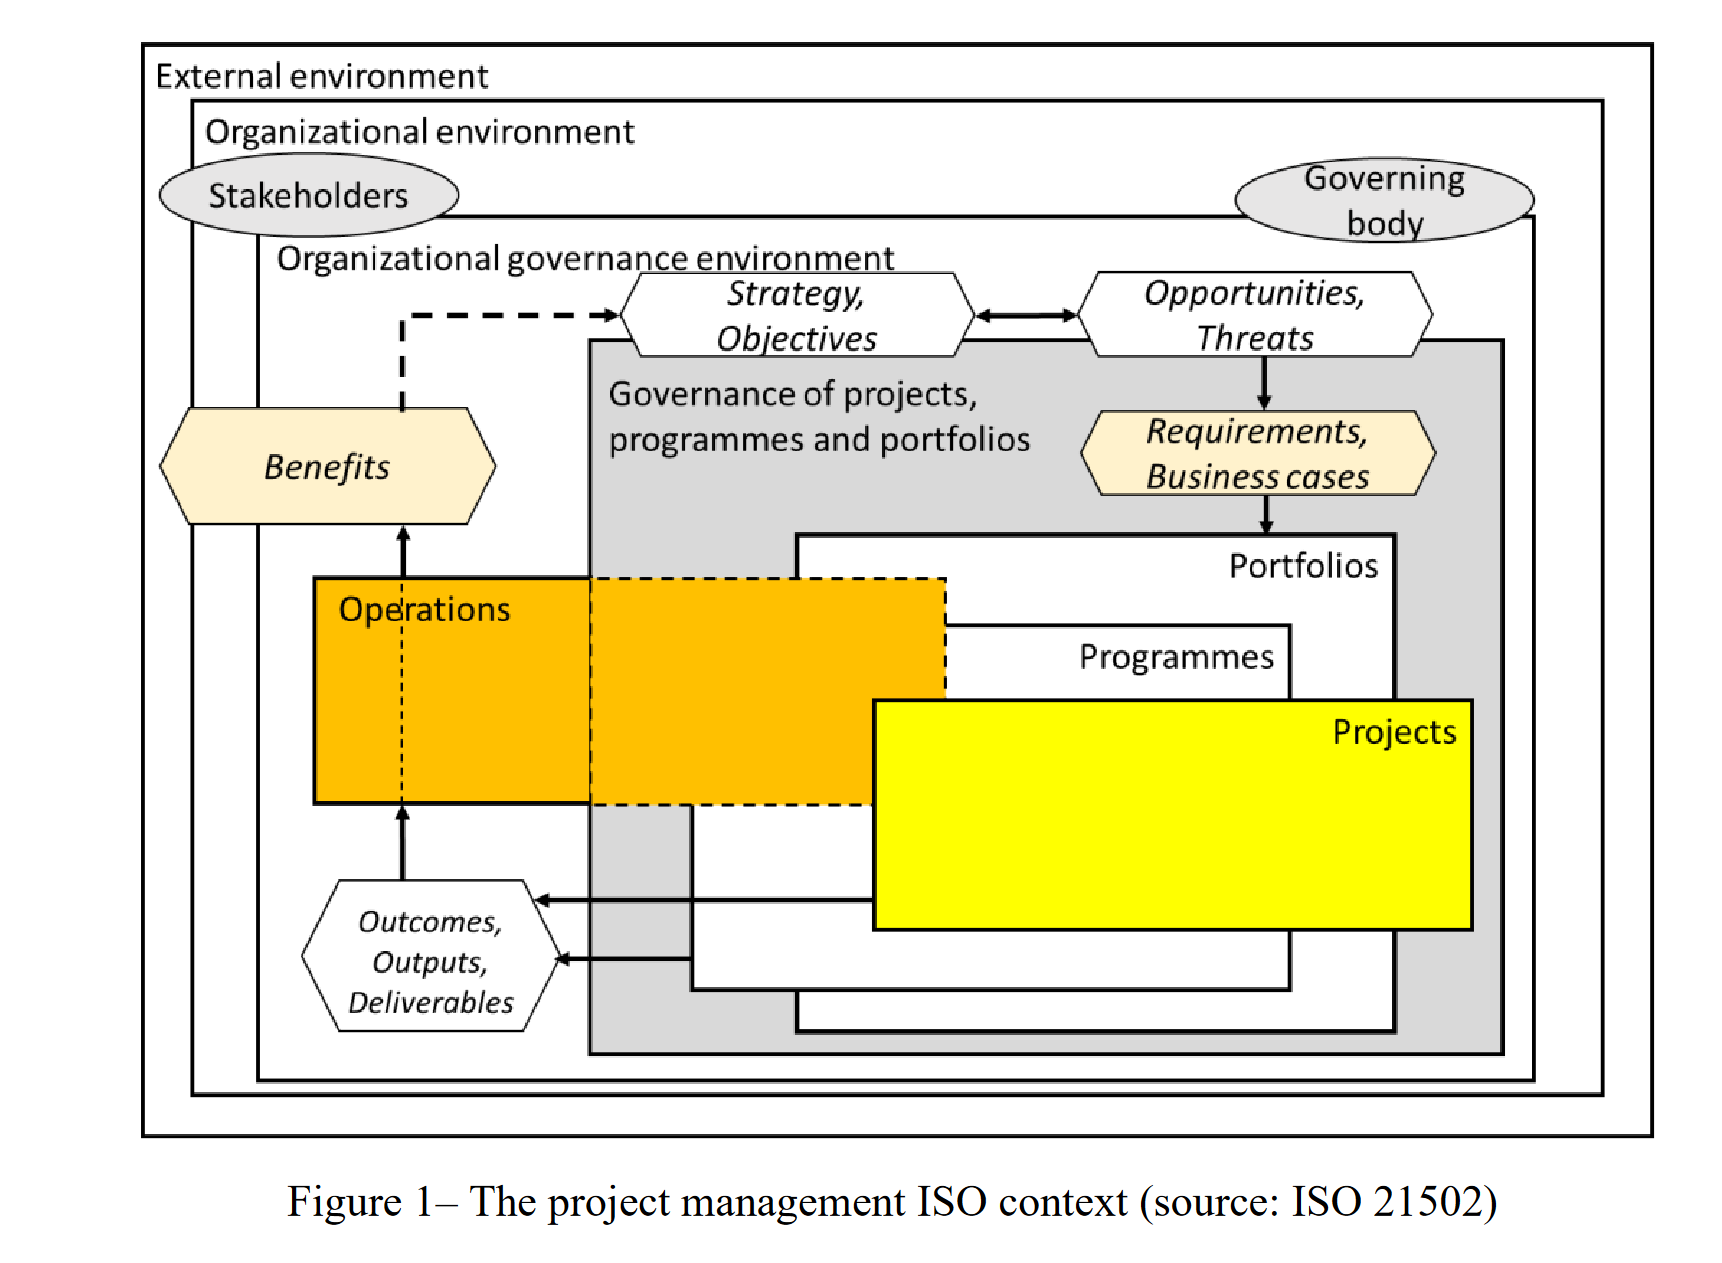 External environment
Organizational environment
Stakeholders
Governing
body
Organizational governance environment
Strategy,
Objectives
Opportunities,
Threats
Governance of projects,
programmes and portfolios
Requirements,
Business cases
Benefits
Portfolios
Operations
Programmes
Projects
Outcomes,
Outputs,
Deliverables
Figure 1– The project management ISO context (source: ISO 21502)